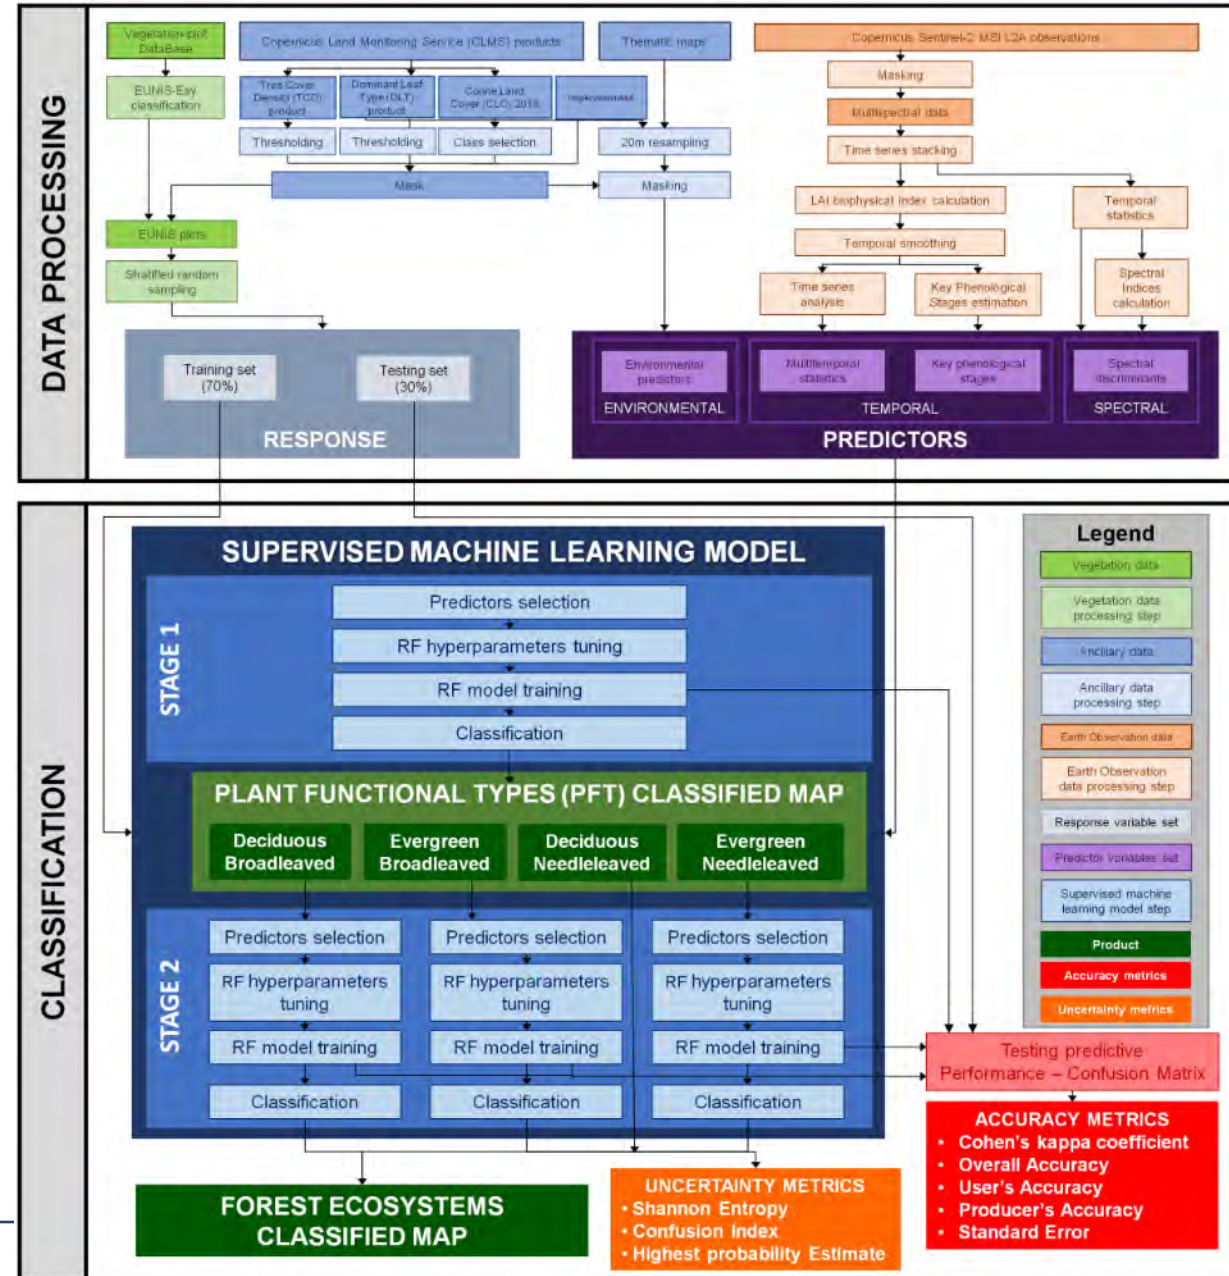 DATA PROCESSING
Vegetation-plot
DataBase
EUNIS-Esy
classification
EUNIS plots
Stratified random
sampling
Copernicus Land Monitoring Service (CLMS) products
Tree Cover
Density (TCD)
product
Dominant Leaf
Type (DLT)
product
Corine Land
Cover (CLC) 2018
Imperviousness
Thresholding
Thresholding
Class selection
Mask
Thematic maps
20m resampling
Masking
Copernicus Sentinel-2 MSI L2A observations
Masking
Multispectral data
Time series stacking
LAI biophysical Index calculation
Temporal
statistics
Temporal smoothing
Time series
analysis
Key Phenological
Stages estimation
Spectral
Indices
calculation
Training set
(70%)
Testing set
(30%)
RESPONSE
Environmental
predictors
ENVIRONMENTAL
Multitemporal
statistics
Key phenological
stages
TEMPORAL
Spectral
discriminants
SPECTRAL
PREDICTORS
CLASSIFICATION
SUPERVISED MACHINE LEARNING MODEL
STAGE 1
Predictors selection
RF hyperparameters tuning
RF model training
Classification
PLANT FUNCTIONAL TYPES (PFT) CLASSIFIED MAP
Deciduous
Broadleaved
Evergreen
Broadleaved
Deciduous
Needleleaved
Evergreen
Needleleaved
STAGE 2
Predictors selection
RF hyperparameters
tuning
RF model training
Classification
Predictors selection
RF hyperparameters
tuning
RF model training
Classification
Predictors selection
RF hyperparameters
tuning
RF model training
Classification
FOREST ECOSYSTEMS
CLASSIFIED MAP
UNCERTAINTY METRICS
• Shannon Entropy
• Confusion Index
• Highest probability Estimate
Testing predictive
Performance – Confusion Matrix
ACCURACY METRICS
• Cohen's kappa coefficient
• Overall Accuracy
• User's Accuracy
• Producer's Accuracy
• Standard Error
Legend
Vegetation data
Vegetation data
processing step
Ancillary data
Ancillary data
processing step
Earth Observation data
Earth Observation
data processing step
Response variable set
Predictor variables set
Supervised machine
learning model step
Product
Accuracy metrics
Uncertainty metrics